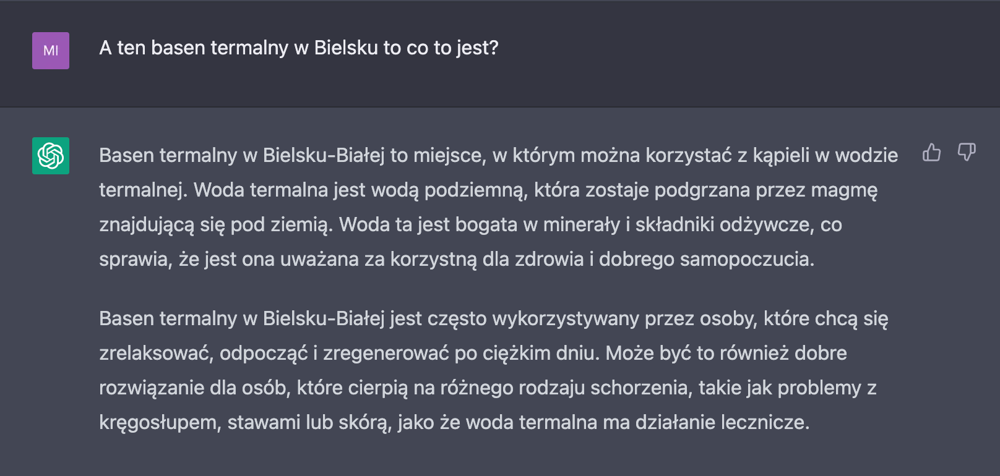 MI
A ten basen termalny w Bielsku to co to jest?
Basen termalny w Bielsku-Białej to miejsce, w którym można korzystać z kąpieli w wodzie
termalnej. Woda termalna jest wodą podziemną, która zostaje podgrzana przez magmę
znajdującą się pod ziemią. Woda ta jest bogata w minerały i składniki odżywcze, co
sprawia, że jest ona uważana za korzystną dla zdrowia i dobrego samopoczucia.
Basen termalny w Bielsku-Białej jest często wykorzystywany przez osoby, które chcą się
zrelaksować, odpocząć i zregenerować po ciężkim dniu. Może być to również dobre
rozwiązanie dla osób, które cierpią na różnego rodzaju schorzenia, takie jak problemy z
kręgosłupem, stawami lub skórą, jako że woda termalna ma działanie lecznicze.